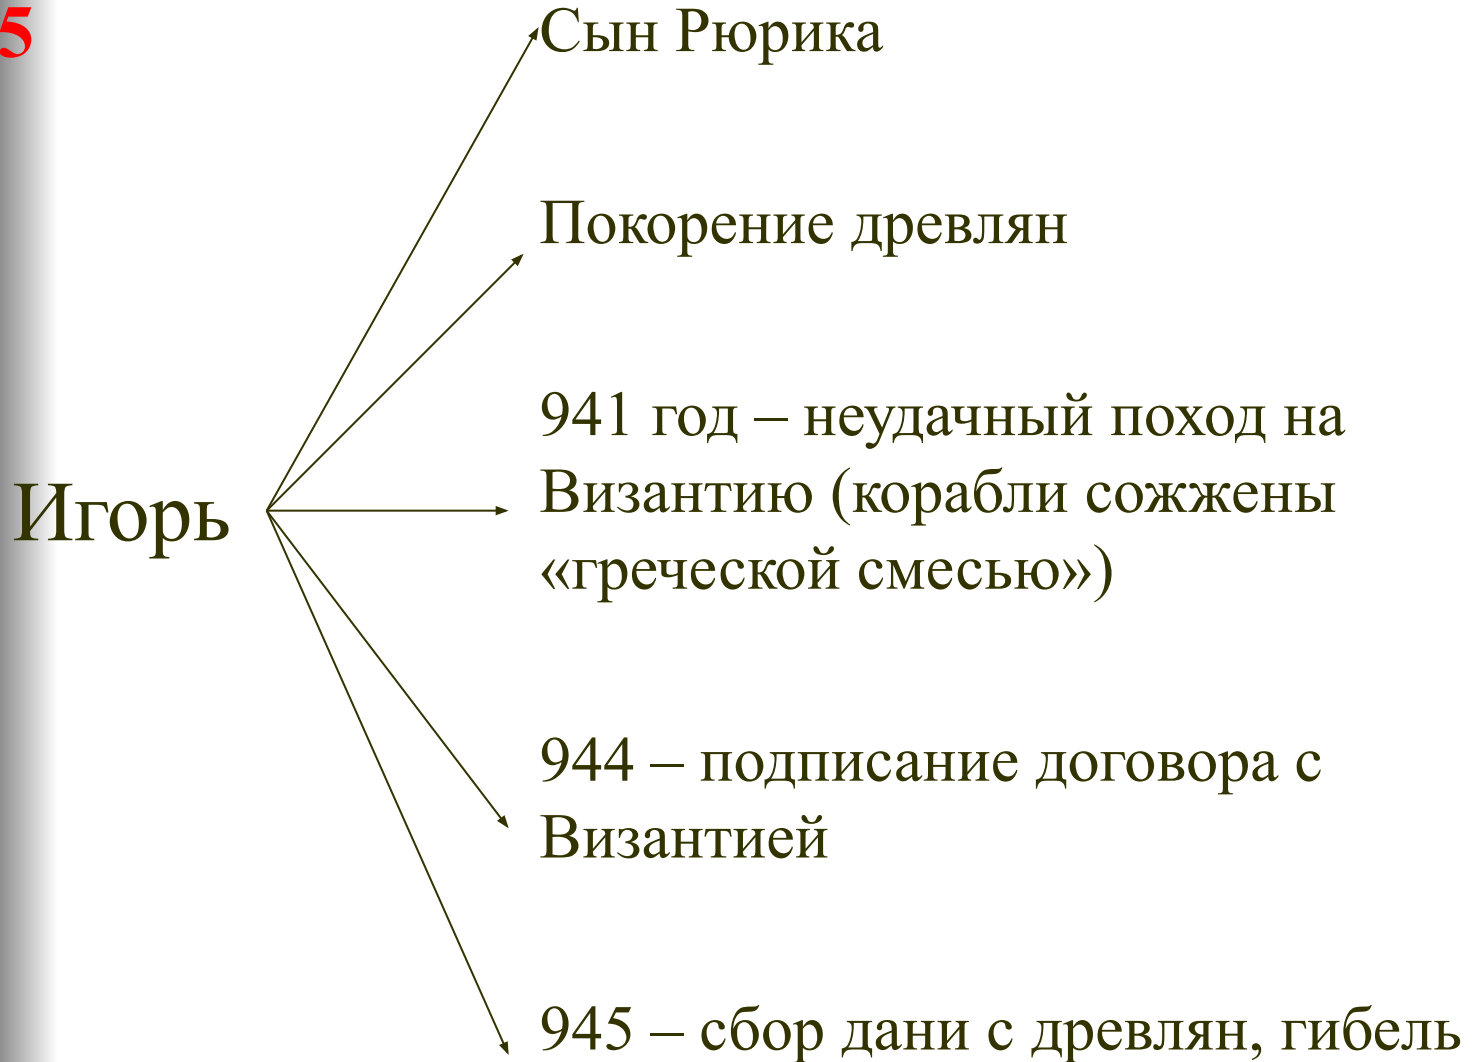 5
Сын Рюрика
Покорение древлян
941 год – неудачный поход на
Византию (корабли сожжены
«греческой смесью»)
Игорь
944 – подписание договора с
Византией
945 – сбор дани с древлян, гибель